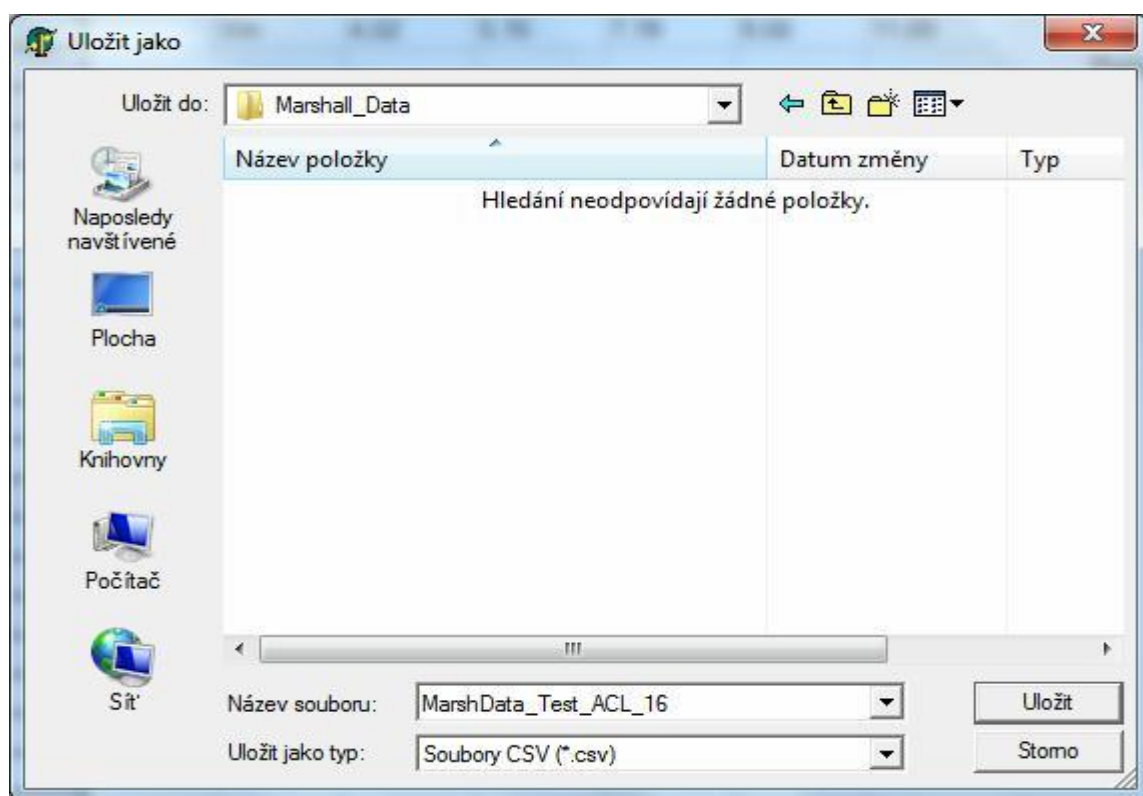 Uložit jako
Uložit do:
Marshall_Data
Název položky
Datum změny
Typ
Hledání neodpovídají žádné položky.
Naposledy
navštívené
Plocha
Knihovny
Počítač
Síť
Název souboru:
MarshData_Test_ACL_16
Uložit
Uložit jako typ:
Soubory CSV (*.csv)
Storno